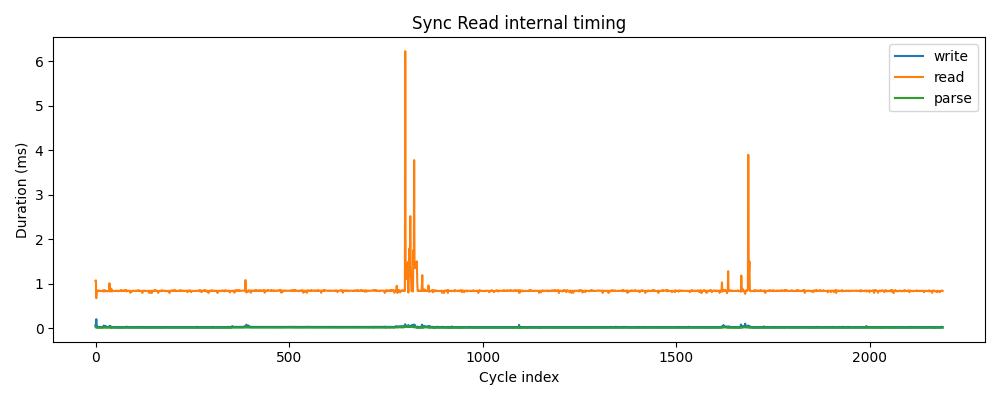 Sync Read internal timing
write
read
parse
Duration (ms)
6
5
4
3
2
1
0
0
500
1000
1500
2000
Cycle index